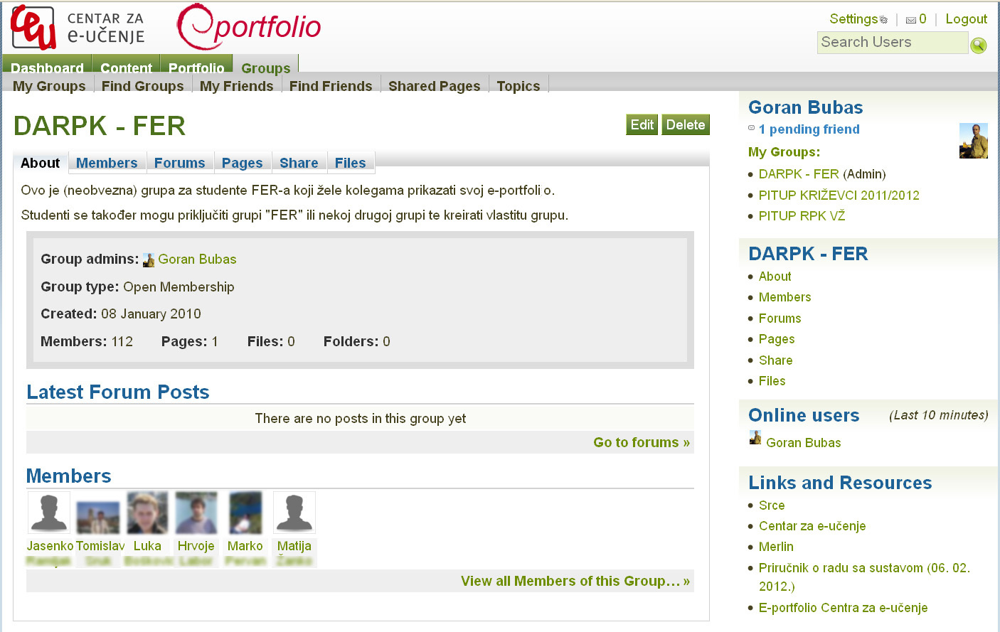 CENTAR ZA
e-UČENJE
portfolio
Settings | 0 | Logout
Search Users
Dashboard Content Portfolio Groups
My Groups Find Groups My Friends Find Friends Shared Pages Topics
DARPK - FER
Edit Delete
About Members Forums Pages Share Files
Ovo je (neobvezna) grupa za studente FER-a koji žele kolegama prikazati svoj e-portfolio.
Studenti se također mogu priključiti grupi "FER" ili nekoj drugoj grupi te kreirati vlastitu grupu.
Group admins: Goran Bubas
Group type: Open Membership
Created: 08 January 2010
Members: 112 Pages: 1 Files: 0 Folders: 0
Latest Forum Posts
There are no posts in this group yet
Go to forums »
Members
Jasenko Tomislav Luka Hrvoje Marko Matija
View all Members of this Group... »
Goran Bubas
1 pending friend
My Groups:
DARPK - FER (Admin)
PITUP KRIŽEVCI 2011/2012
PITUP RPK VŽ
DARPK - FER
About
Members
Forums
Pages
Share
Files
Online users (Last 10 minutes)
Goran Bubas
Links and Resources
Srce
Centar za e-učenje
Merlin
Priručnik o radu sa sustavom (06. 02.
2012.)
E-portfolio Centra za e-učenje